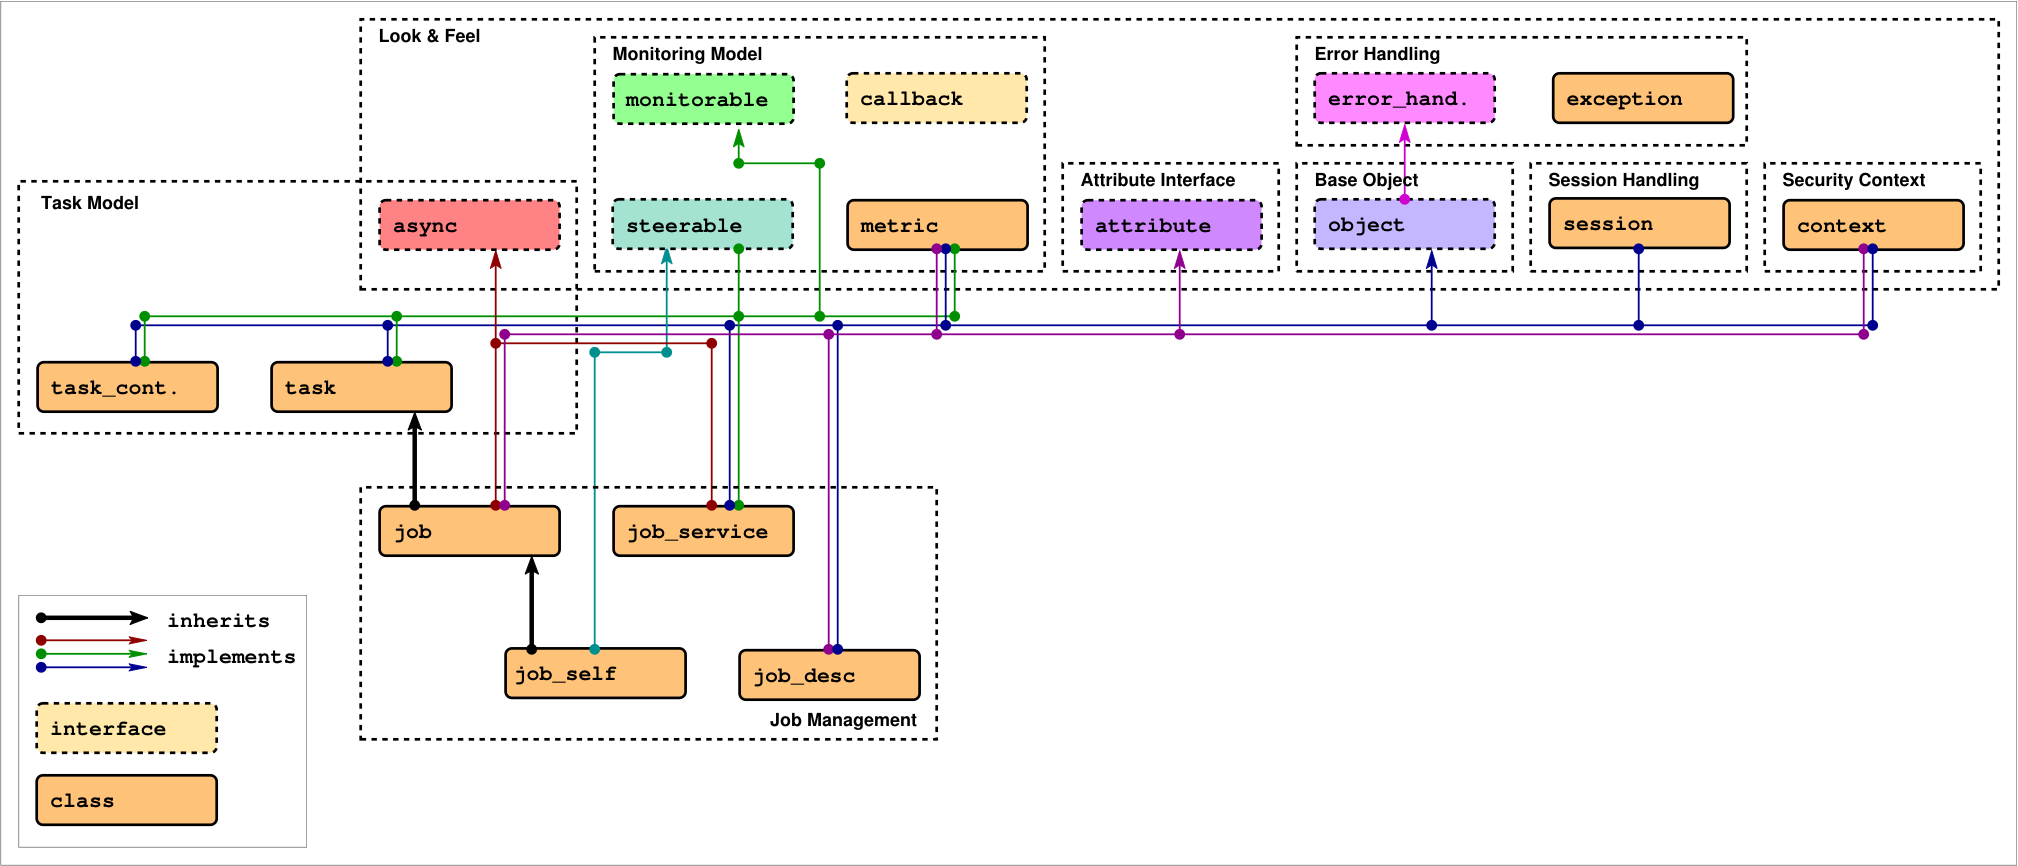 Look & Feel
Monitoring Model
Error Handling
monitorable
callback
error_hand.
exception
Task Model
Attribute Interface
Base Object
Session Handling
Security Context
async
steerable
metric
attribute
object
session
context
task_cont.
task
job
job_service
job_self
job_desc
Job Management
inherits
implements
interface
class